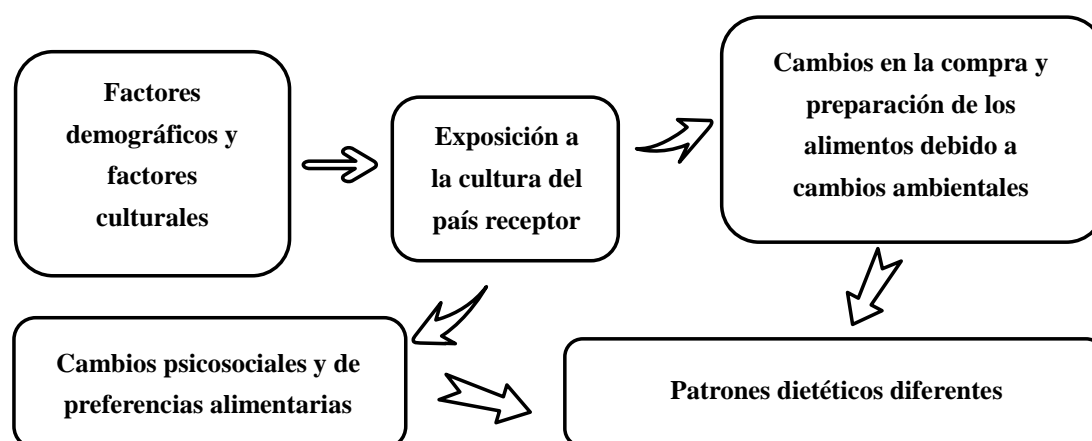 Factores
demográficos y
factores
culturales
Exposición a
la cultura del
país receptor
Cambios en la compra y
preparación de los
alimentos debido a
cambios ambientales
Cambios psicosociales y de
preferencias alimentarias
Patrones dietéticos diferentes